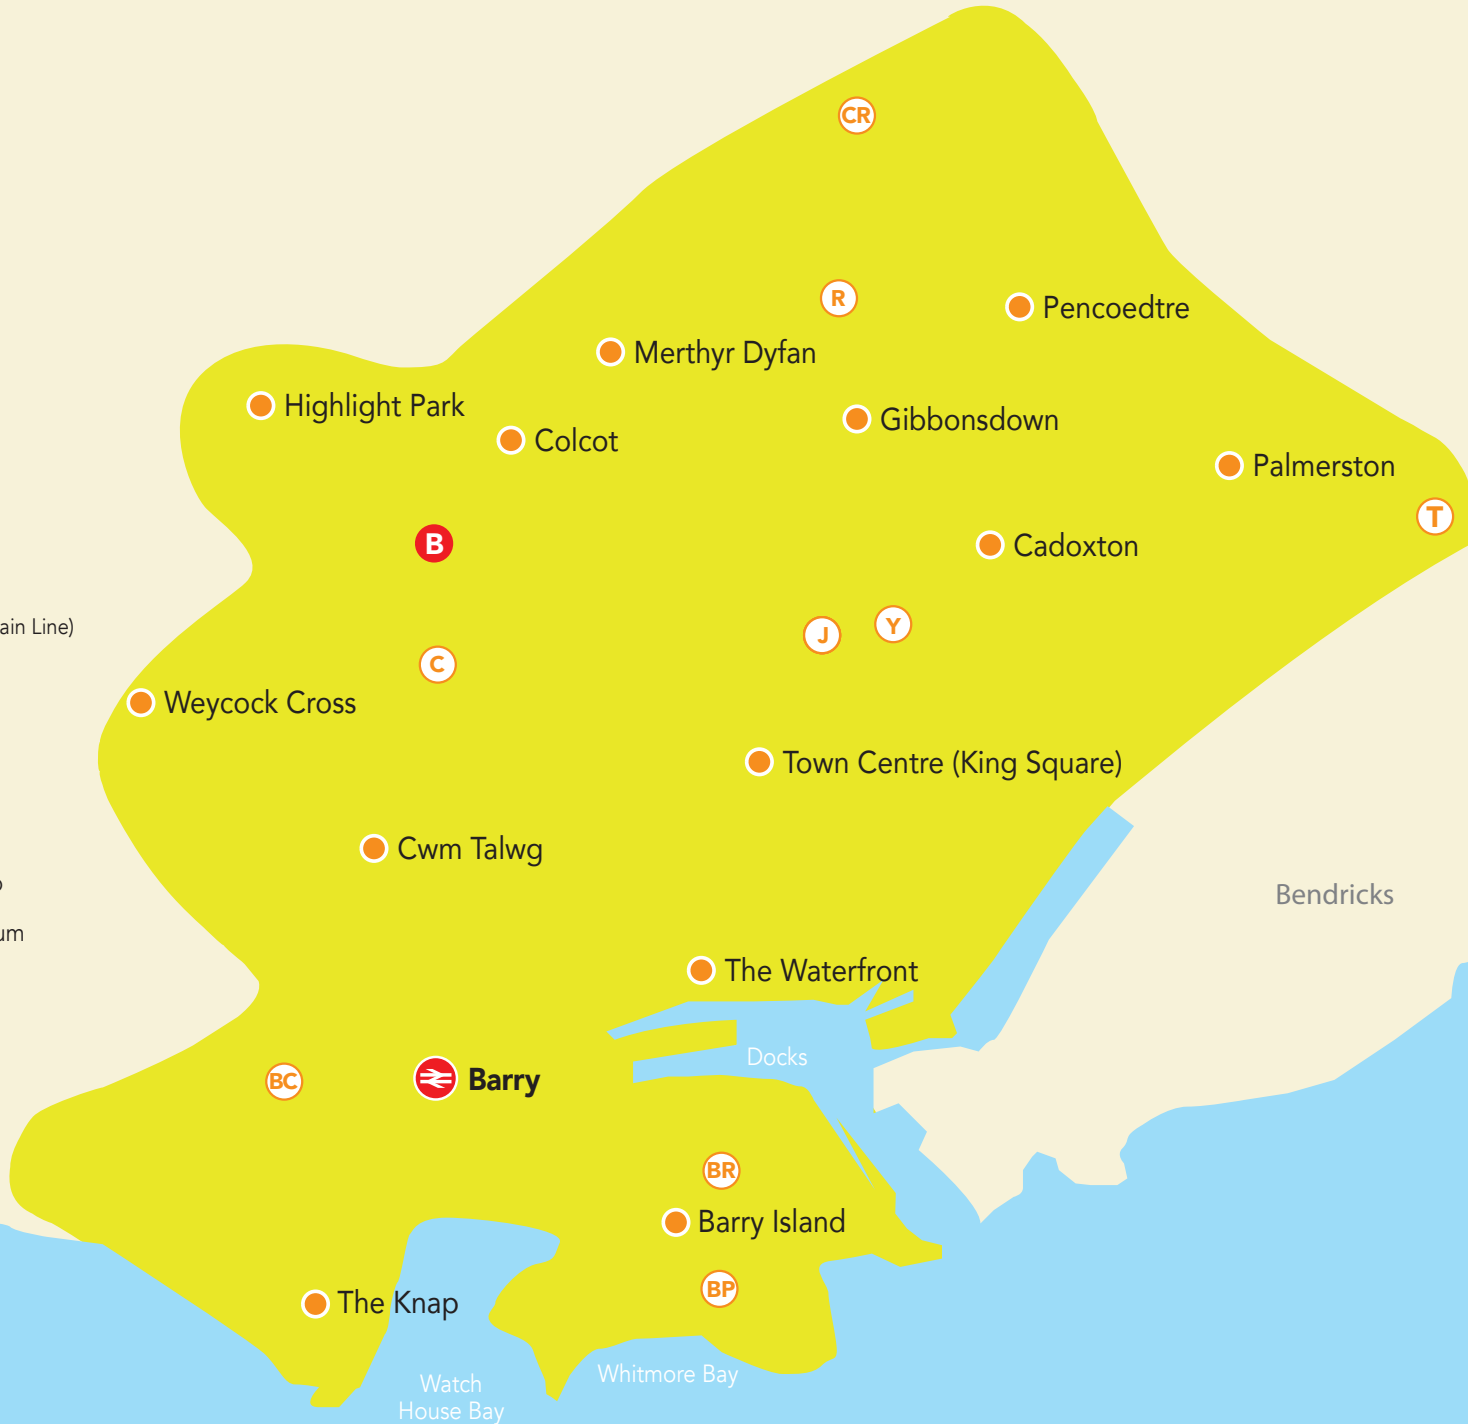 CR
R
Pencoedtre
Merthyr Dyfan
Highlight Park
Gibbonsdown
Colcot
Palmerston
T
B
Cadoxton
ain Line)
J
Y
C
Weycock Cross
Town Centre (King Square)
Cwm Talwg
Bendricks
um
The Waterfront
Docks
BC
Barry
BR
Barry Island
BP
The Knap
Whitmore Bay
Watch
House Bay